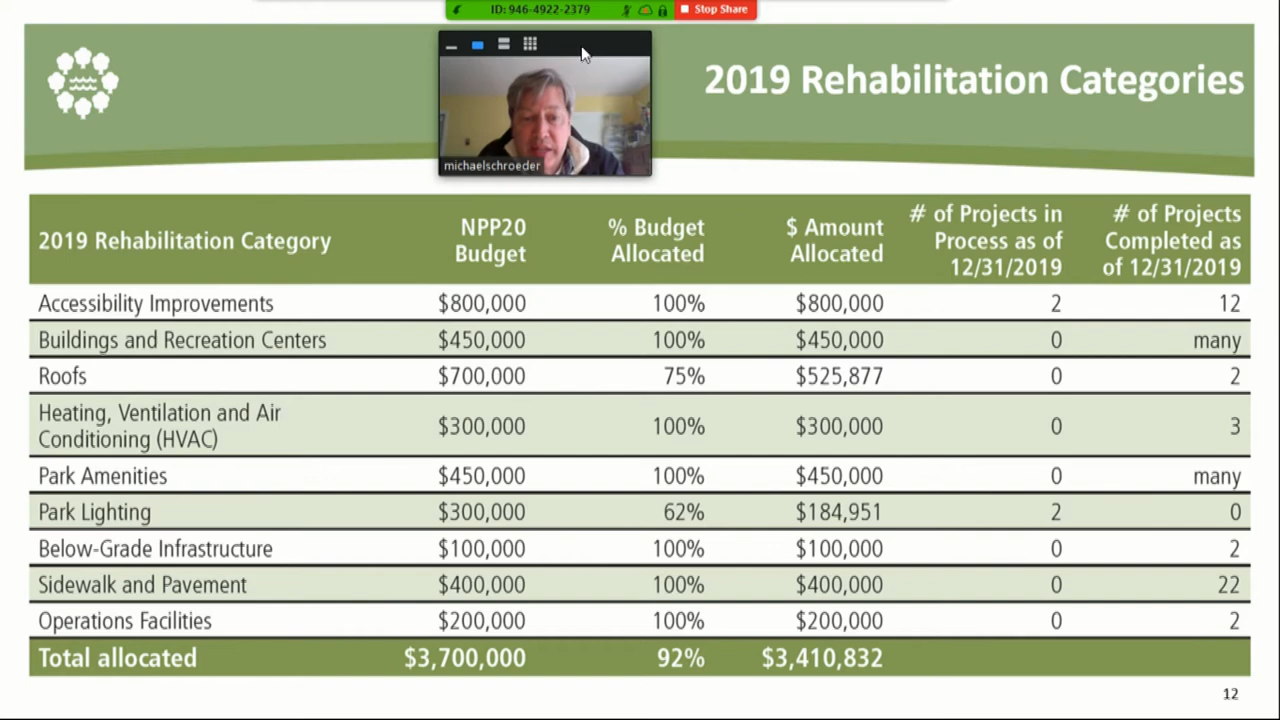 ID: 946-4922-2379 Stop Share
2019 Rehabilitation Categories
michaelschroeder
2019 Rehabilitation Category NPP20 Budget % Budget Allocated $ Amount Allocated # of Projects in Process as of 12/31/2019 # of Projects Completed as of 12/31/2019
Accessibility Improvements $800,000 100% $800,000 2 12
Buildings and Recreation Centers $450,000 100% $450,000 0 many
Roofs $700,000 75% $525,877 0 2
Heating, Ventilation and Air
Conditioning (HVAC) $300,000 100% $300,000 0 3
Park Amenities $450,000 100% $450,000 0 many
Park Lighting $300,000 62% $184,951 2 0
Below-Grade Infrastructure $100,000 100% $100,000 0 2
Sidewalk and Pavement $400,000 100% $400,000 0 22
Operations Facilities $200,000 100% $200,000 0 2
Total allocated $3,700,000 92% $3,410,832
12